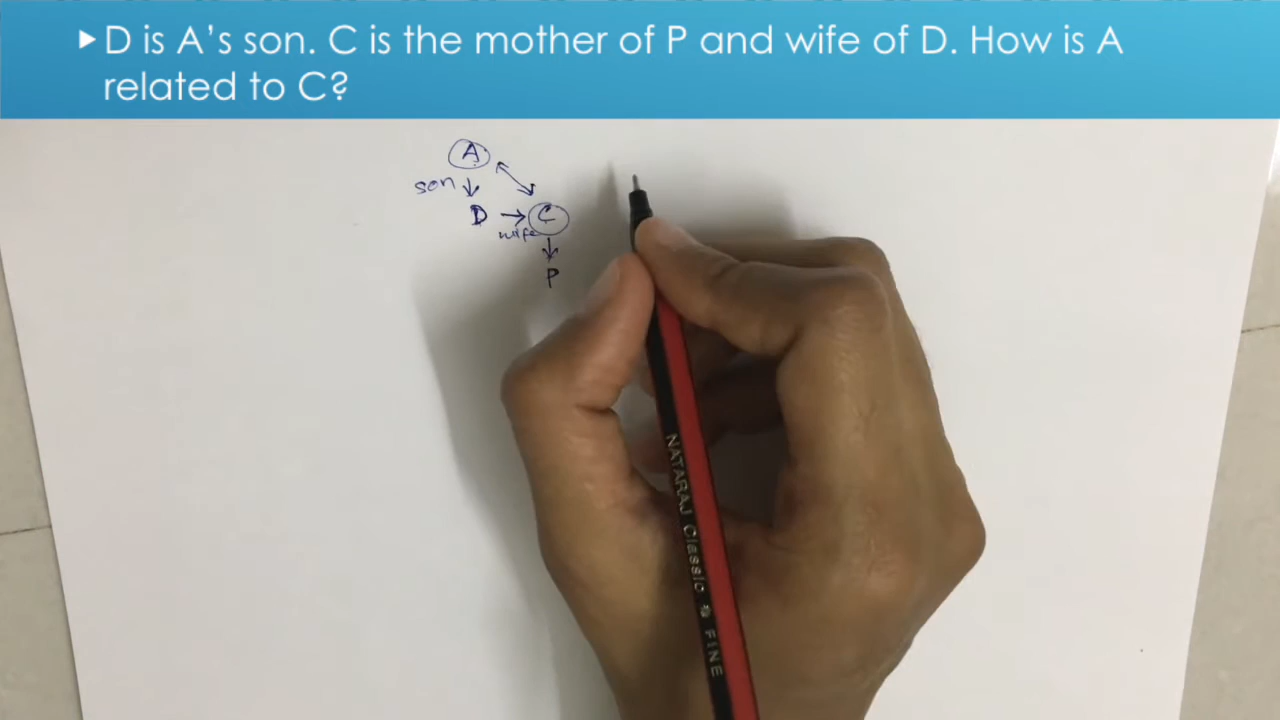 ▶D is A’s son. C is the mother of P and wife of D. How is A
related to C?
A
son
D C
wife
P
NATARAJ Classic FINE